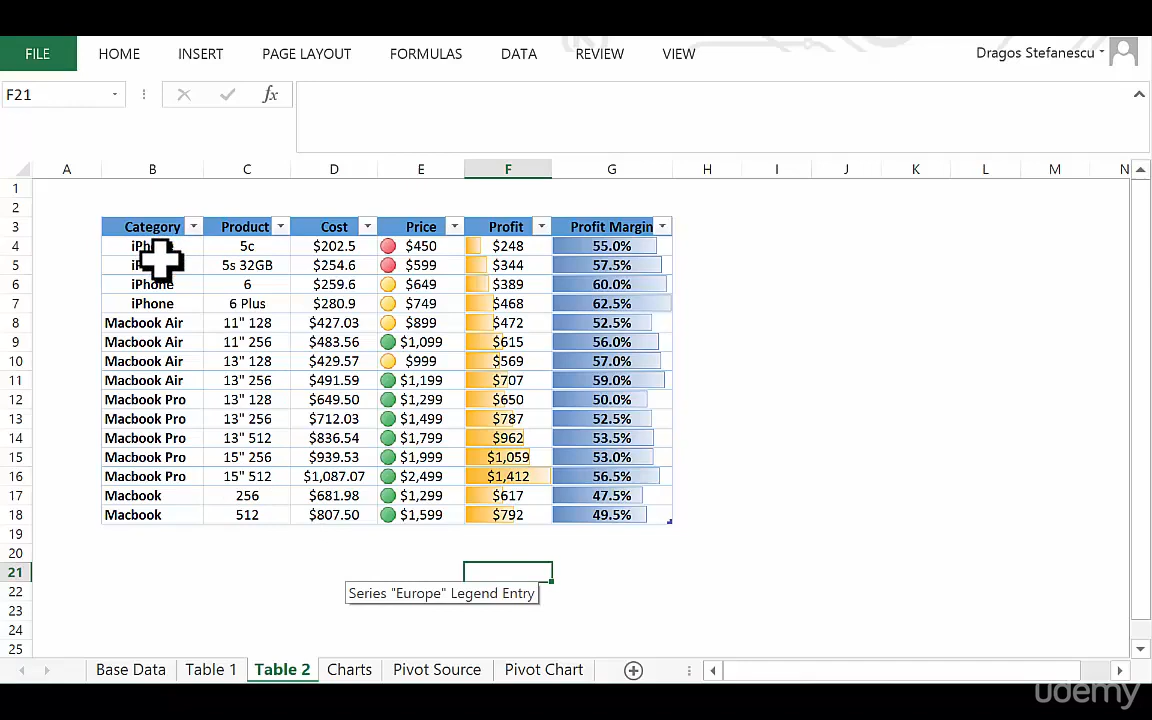 FILE HOME INSERT PAGE LAYOUT FORMULAS DATA REVIEW VIEW Dragos Stefanescu
F21 fx
A B C D E F G H I J K L M N
1
2
3 Category Product Cost Price Profit Profit Margin
4 5c $202.5 $450 $248 55.0%
5 5s 32GB $254.6 $599 $344 57.5%
6 iPhone 6 $259.6 $649 $389 60.0%
7 iPhone 6 Plus $280.9 $749 $468 62.5%
8 Macbook Air 11" 128 $427.03 $899 $472 52.5%
9 Macbook Air 11" 256 $483.56 $1,099 $615 56.0%
10 Macbook Air 13" 128 $429.57 $999 $569 57.0%
11 Macbook Air 13" 256 $491.59 $1,199 $707 59.0%
12 Macbook Pro 13" 128 $649.50 $1,299 $650 50.0%
13 Macbook Pro 13" 256 $712.03 $1,499 $787 52.5%
14 Macbook Pro 13" 512 $836.54 $1,799 $962 53.5%
15 Macbook Pro 15" 256 $939.53 $1,999 $1,059 53.0%
16 Macbook Pro 15" 512 $1,087.07 $2,499 $1,412 56.5%
17 Macbook 256 $681.98 $1,299 $617 47.5%
18 Macbook 512 $807.50 $1,599 $792 49.5%
19
20
21
22 Series "Europe" Legend Entry
23
24
25
Base Data Table 1 Table 2 Charts Pivot Source Pivot Chart
udemy